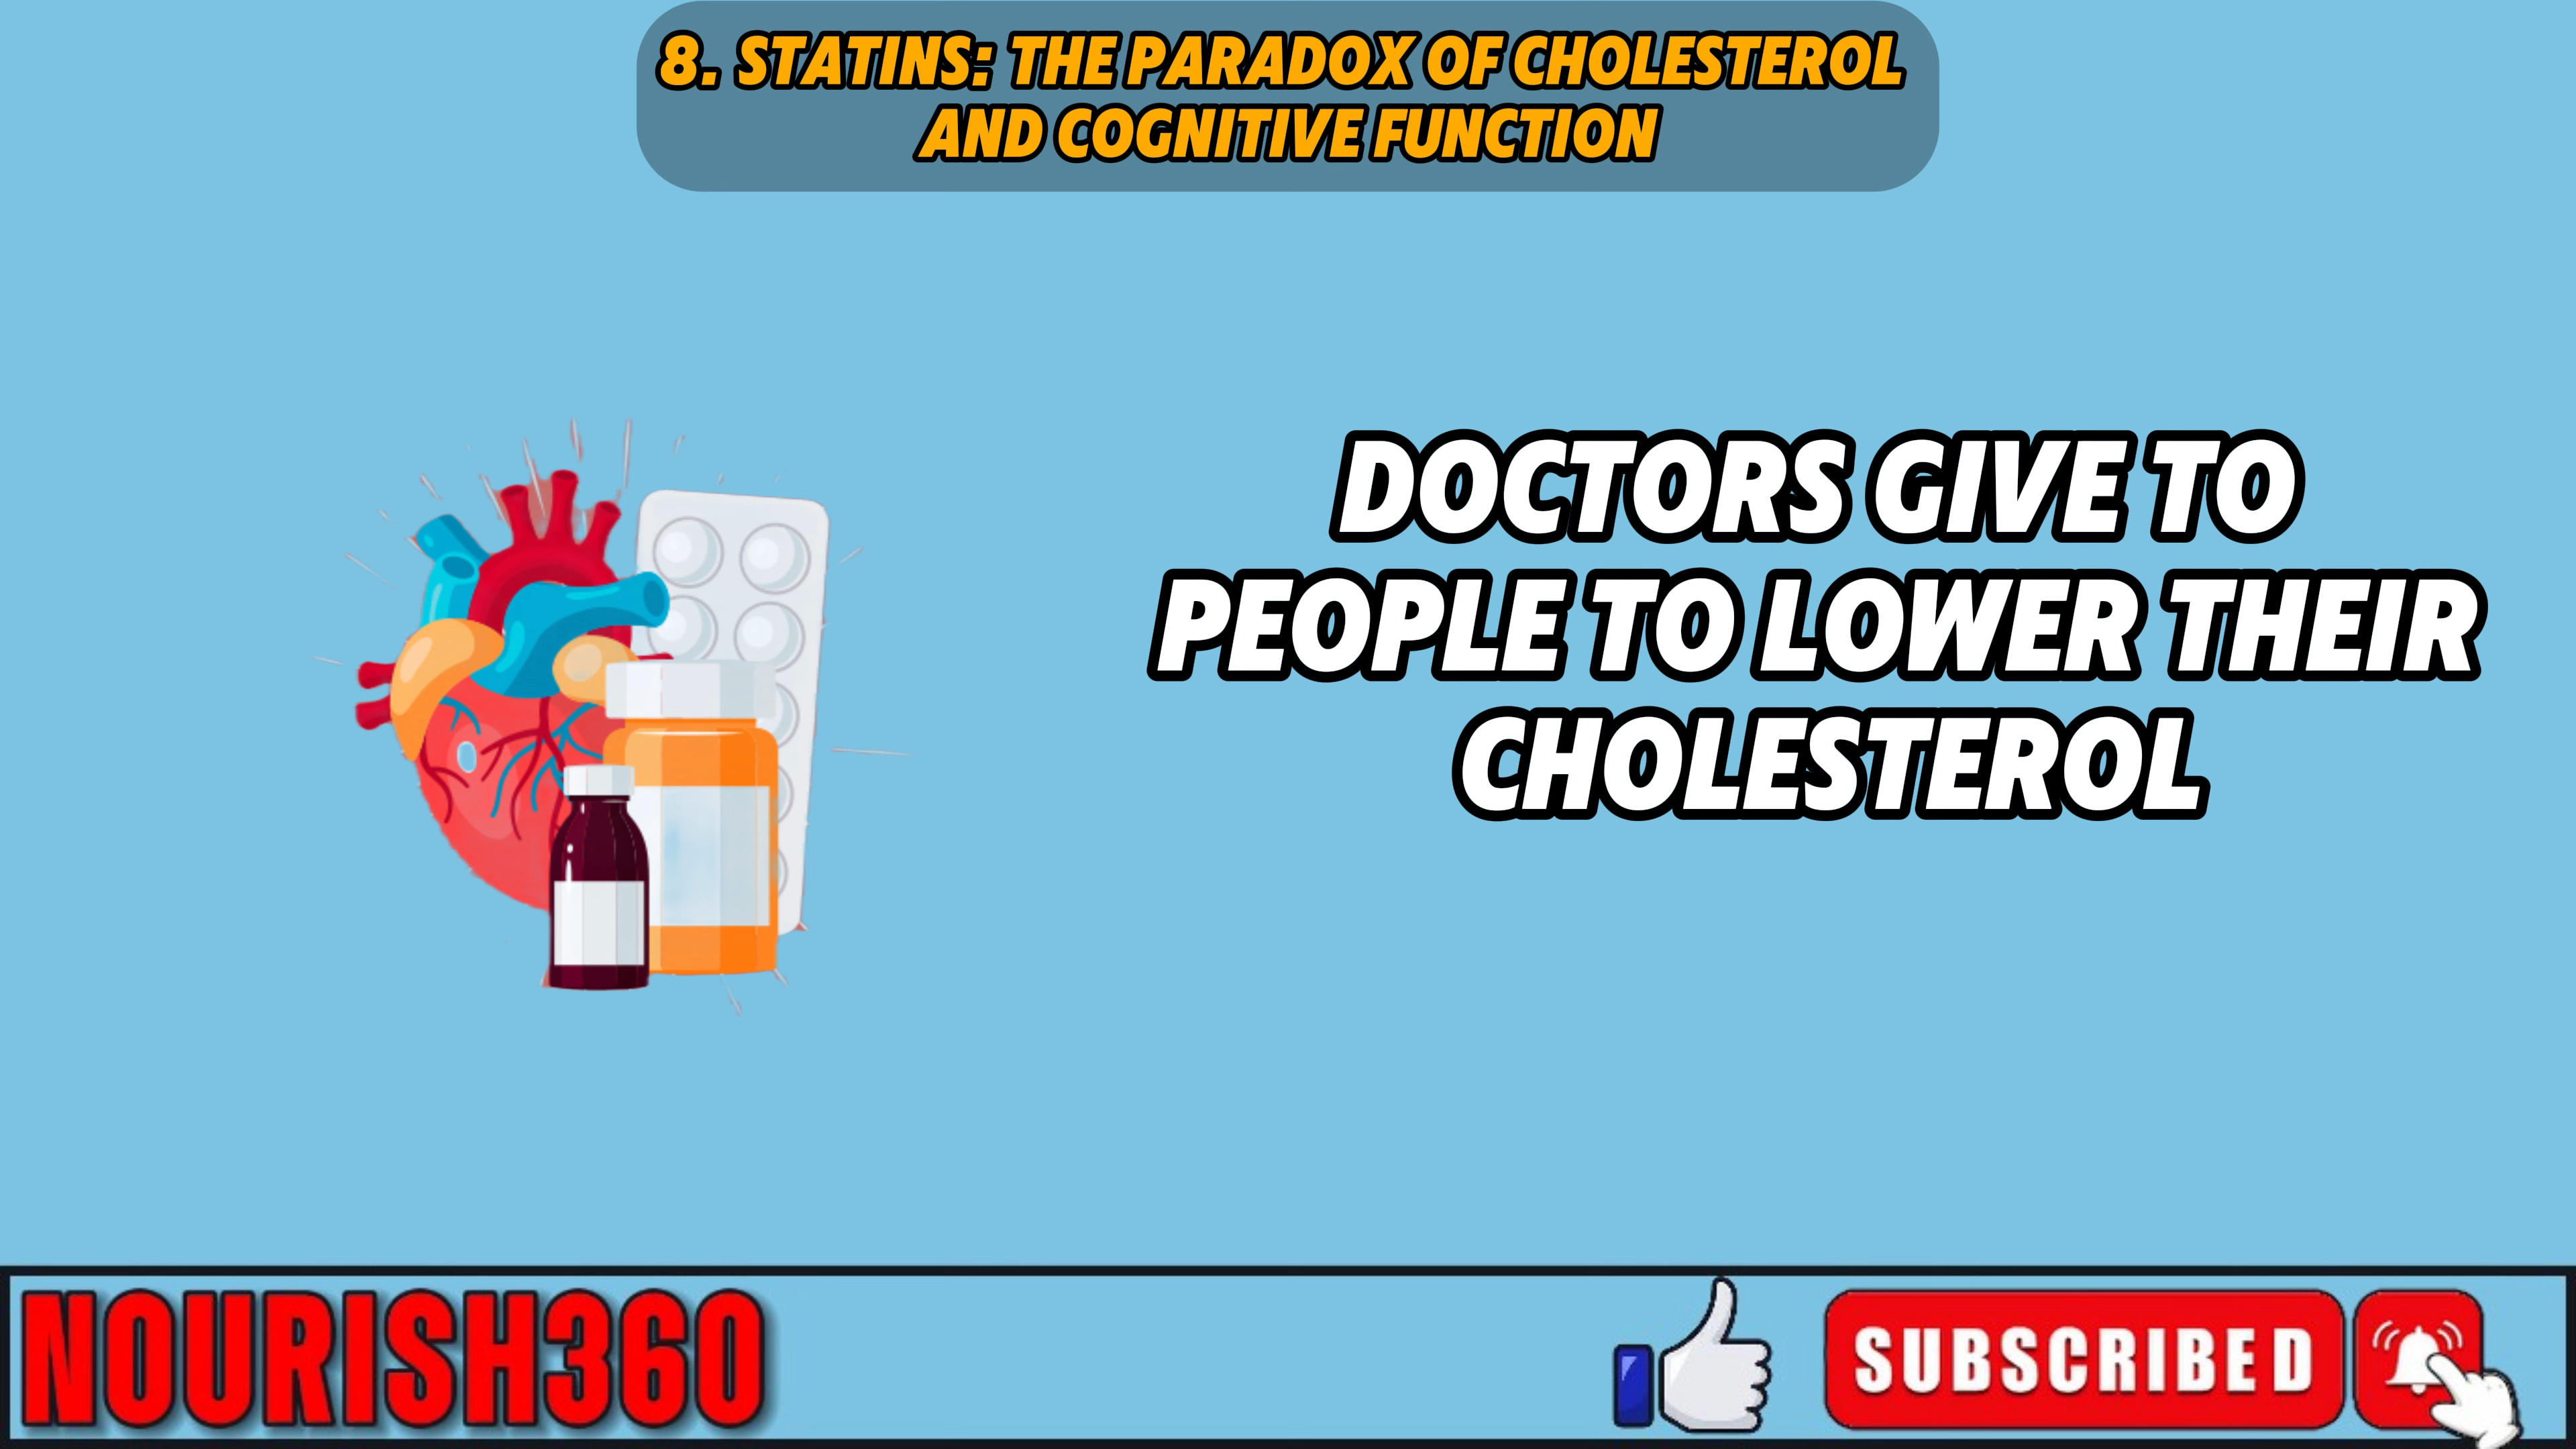 8. STATINS: THE PARADOX OF CHOLESTEROL
AND COGNITIVE FUNCTION
DOCTORS GIVE TO
PEOPLE TO LOWER THEIR
CHOLESTEROL
NOURISH360
SUBSCRIBED